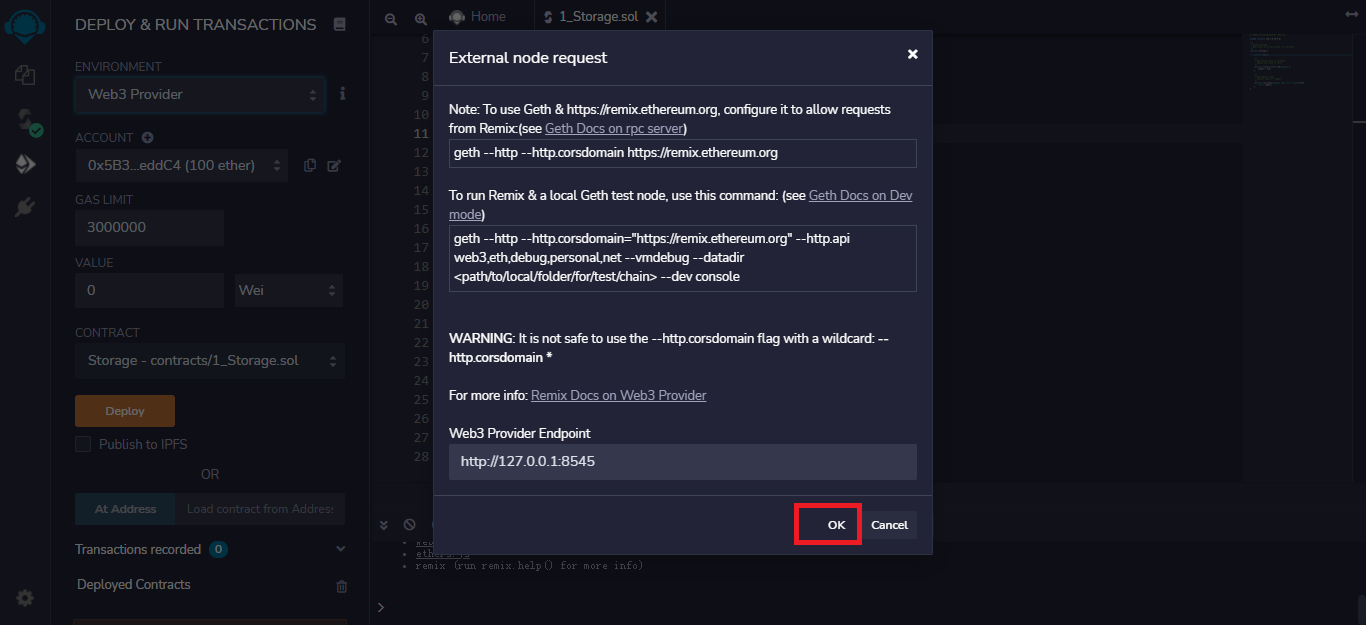 DEPLOY & RUN TRANSACTIONS
ENVIRONMENT
Web3 Provider
ACCOUNT
0x5B3...eddC4 (100 ether)
GAS LIMIT
3000000
VALUE
0
Wei
CONTRACT
Storage - contracts/1_Storage.sol
Deploy
Publish to IPFS
OR
At Address
Load contract from Address
Transactions recorded
0
Deployed Contracts
Home
1_Storage.sol
6
7
8
9
10
11
12
13
14
15
16
17
18
19
20
21
22
23
24
25
26
27
28
External node request
Note: To use Geth & https://remix.ethereum.org, configure it to allow requests
from Remix:(see Geth Docs on rpc server)
geth --http --http.corsdomain https://remix.ethereum.org
To run Remix & a local Geth test node, use this command: (see Geth Docs on Dev
mode)
geth --http --http.corsdomain="https://remix.ethereum.org" --http.api
web3,eth,debug,personal,net --vmdebug --datadir
<path/to/local/folder/for/test/chain> --dev console
WARNING: It is not safe to use the --http.corsdomain flag with a wildcard: --
http.corsdomain *
For more info: Remix Docs on Web3 Provider
Web3 Provider Endpoint
http://127.0.0.1:8545
OK
Cancel
remix (run remix.help() for more info)
>